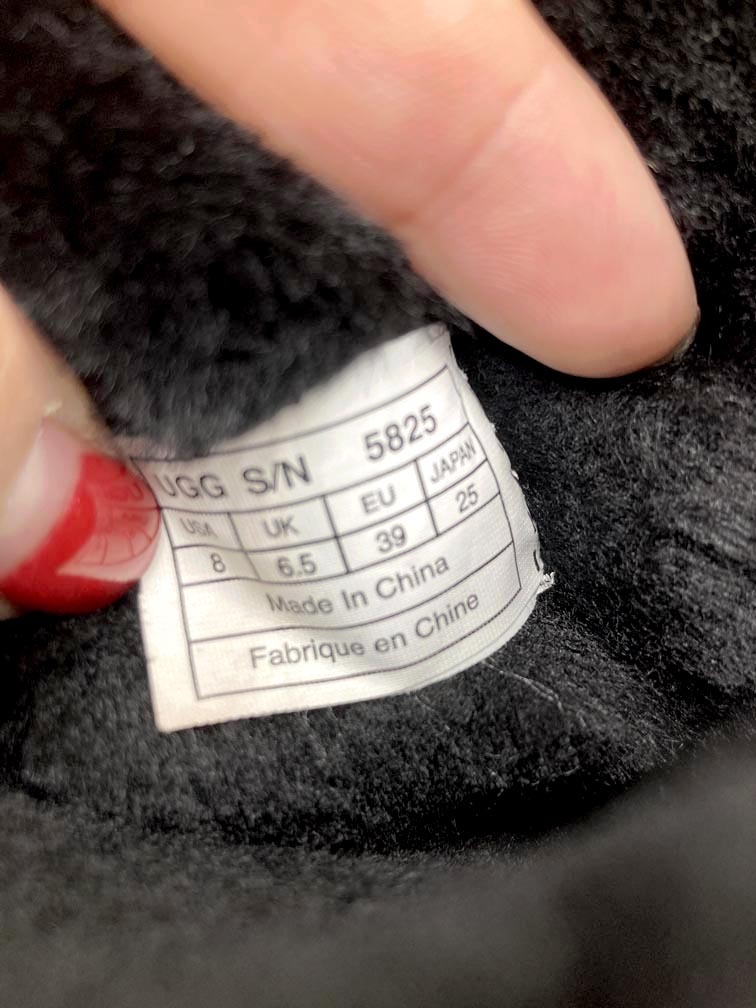 UGG S/N 5825
USA UK EU JAPAN
8 6.5 39 25
Made In China
Fabrique en Chine